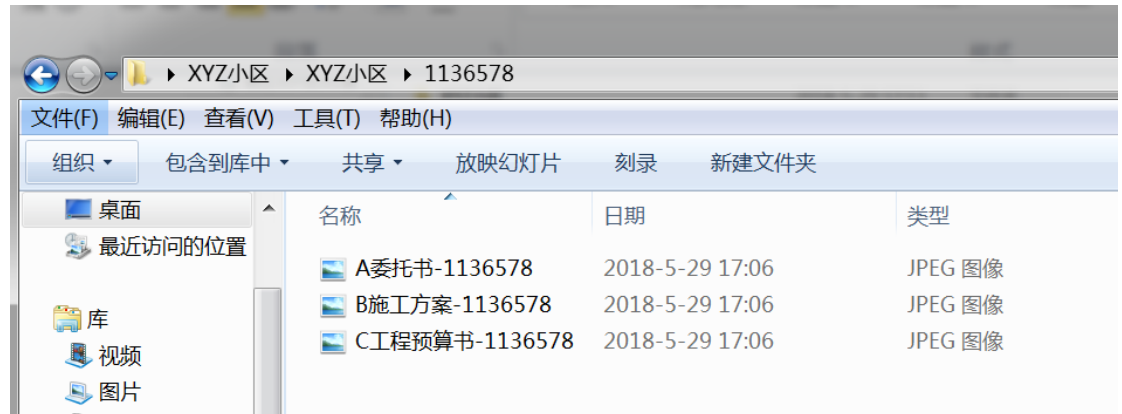 XYZ小区 XYZ小区 1136578
文件(F) 编辑(E) 查看(V) 工具(T) 帮助(H)
组织 包含到库中 共享 放映幻灯片 刻录 新建文件夹
桌面
最近访问的位置
库
视频
图片
名称 日期 类型
A委托书-1136578 2018-5-29 17:06 JPEG 图像
B施工方案-1136578 2018-5-29 17:06 JPEG 图像
C工程预算书-1136578 2018-5-29 17:06 JPEG 图像